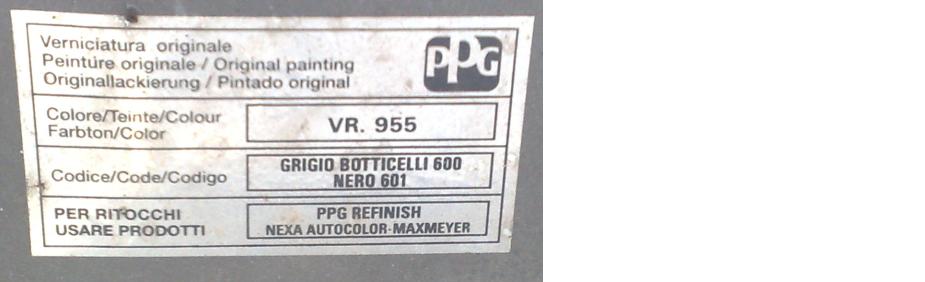 Verniciatura originale
Peinture originale / Original painting
Originallackierung / Pintado original
PPG
Colore/Teinte/Colour
Farbton/Color
VR. 955
Codice/Code/Codigo
GRIGIO BOTTICELLI 600
NERO 601
PER RITOCCHI
USARE PRODOTTI
PPG REFINISH
NEXA AUTOCOLOR-MAXMEYER